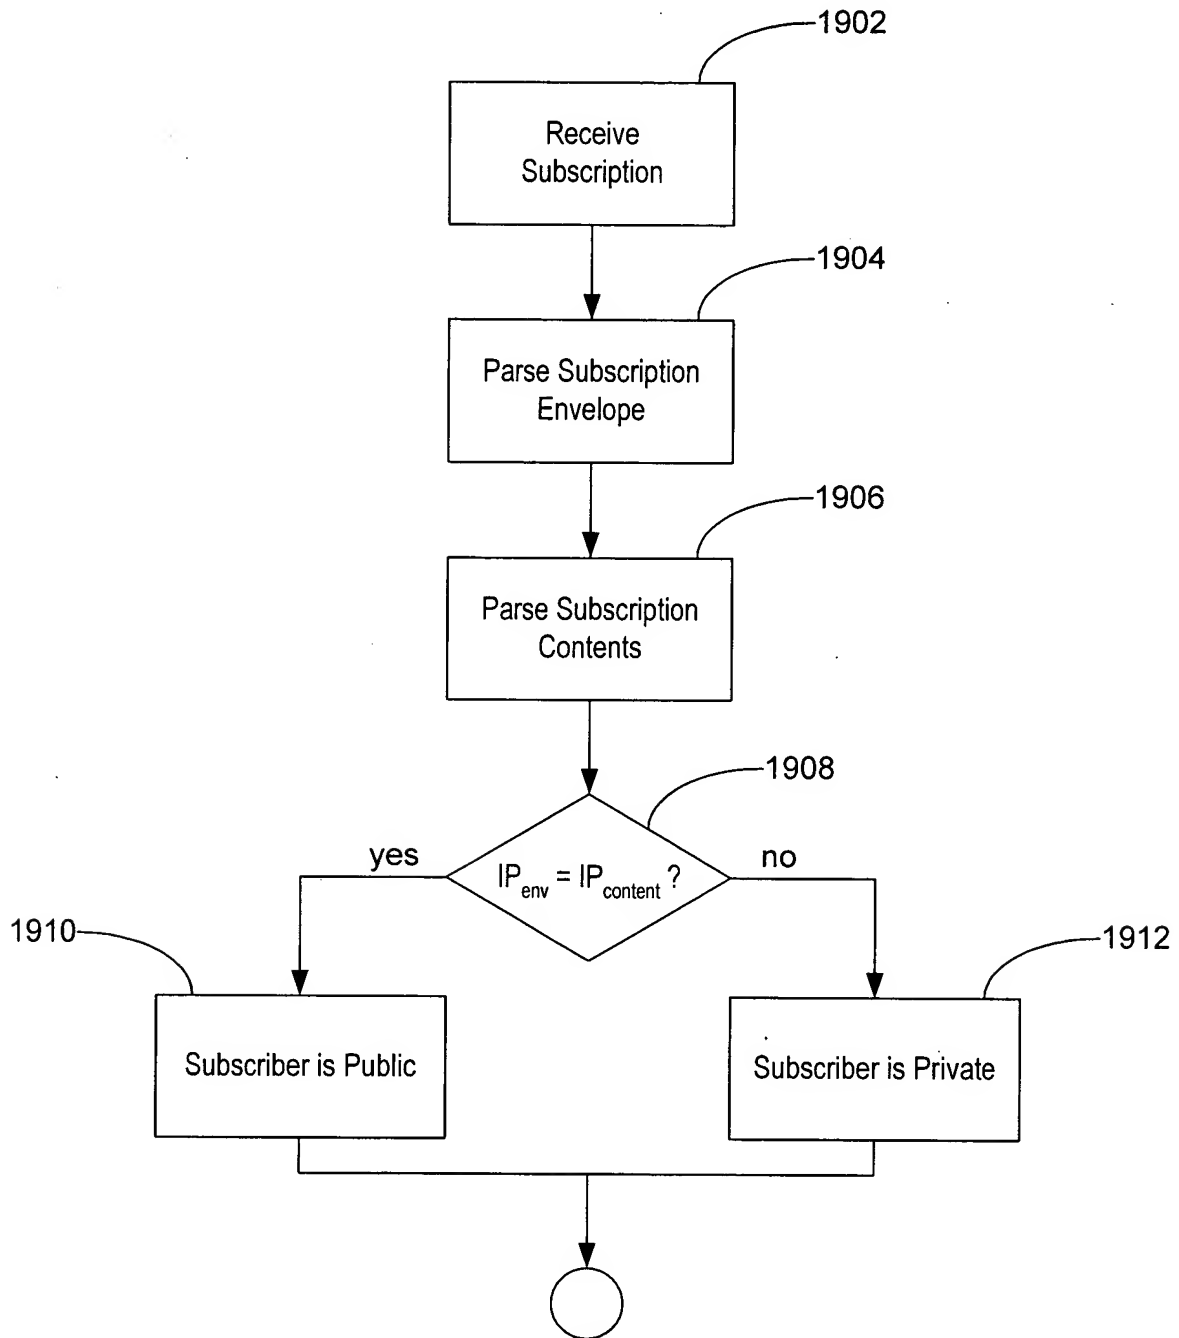 1902
Receive
Subscription
1904
Parse Subscription
Envelope
1906
Parse Subscription
Contents
1908
yes
IPenv = IPcontent ?
no
1910
1912
Subscriber is Public
Subscriber is Private